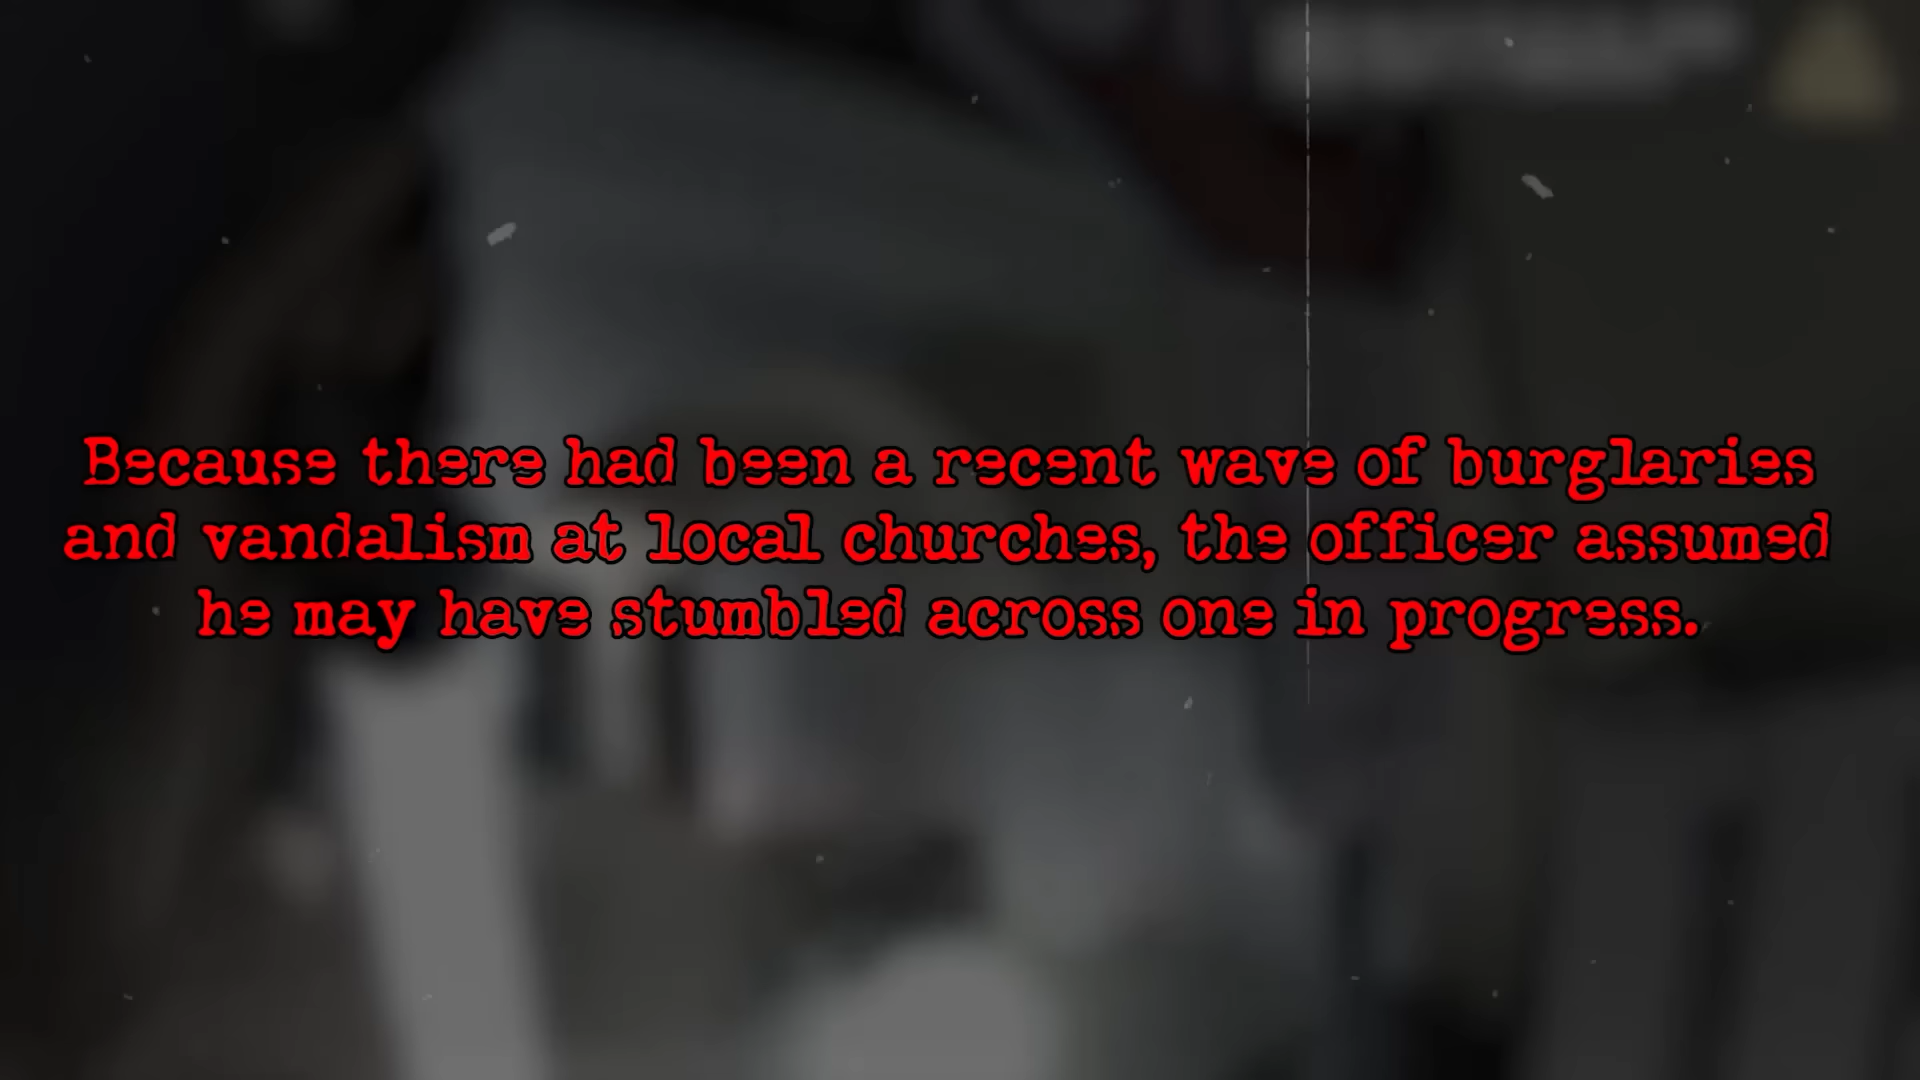 Because there had been a recent wave of burglaries
and vandalism at local churches, the officer assumed
he may have stumbled across one in progress.